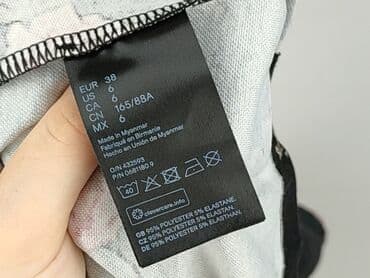 EUR 38
US 6
CA 6
CN 165/88A
MX 6
Made in Myanmar
Fabriqué en Birmanie
Hecho en Unión de Myanmar
O/N 432593
P/N 0681180.9
40
clevercare.info
GB 95% POLYESTER 5% ELASTANE.
CZ 95% POLYESTER 5% ELASTAN.
DE 95% POLYESTER 5% ELASTHAN.